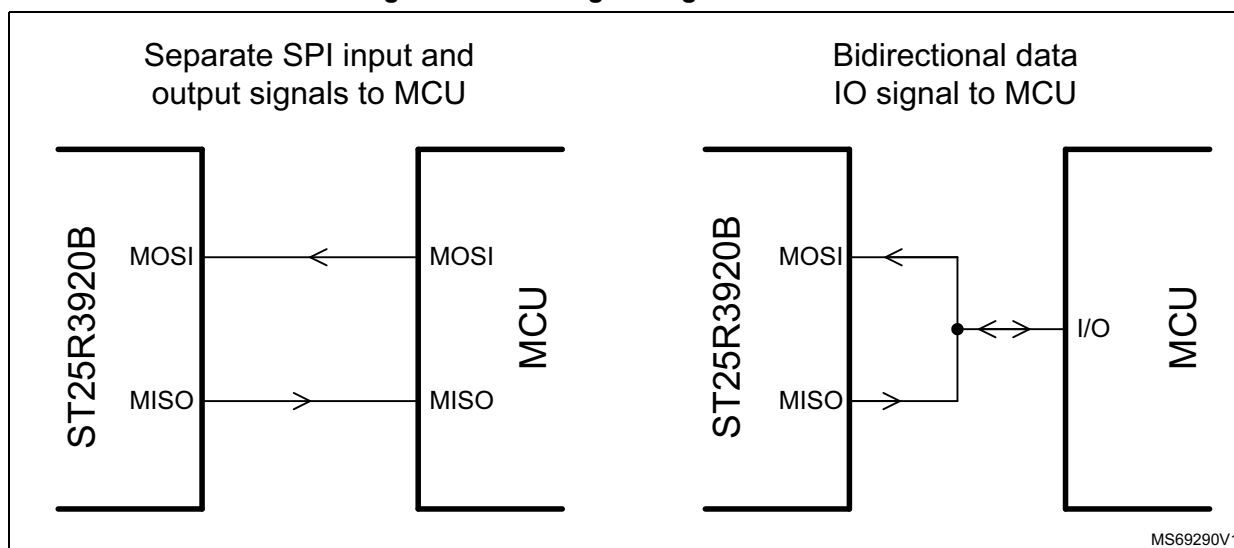 Separate SPI input and
output signals to MCU
ST25R3920B
MOSI
MISO
MOSI
MISO
MCU
Bidirectional data
IO signal to MCU
ST25R3920B
MOSI
MISO
I/O
MCU
MS69290V1